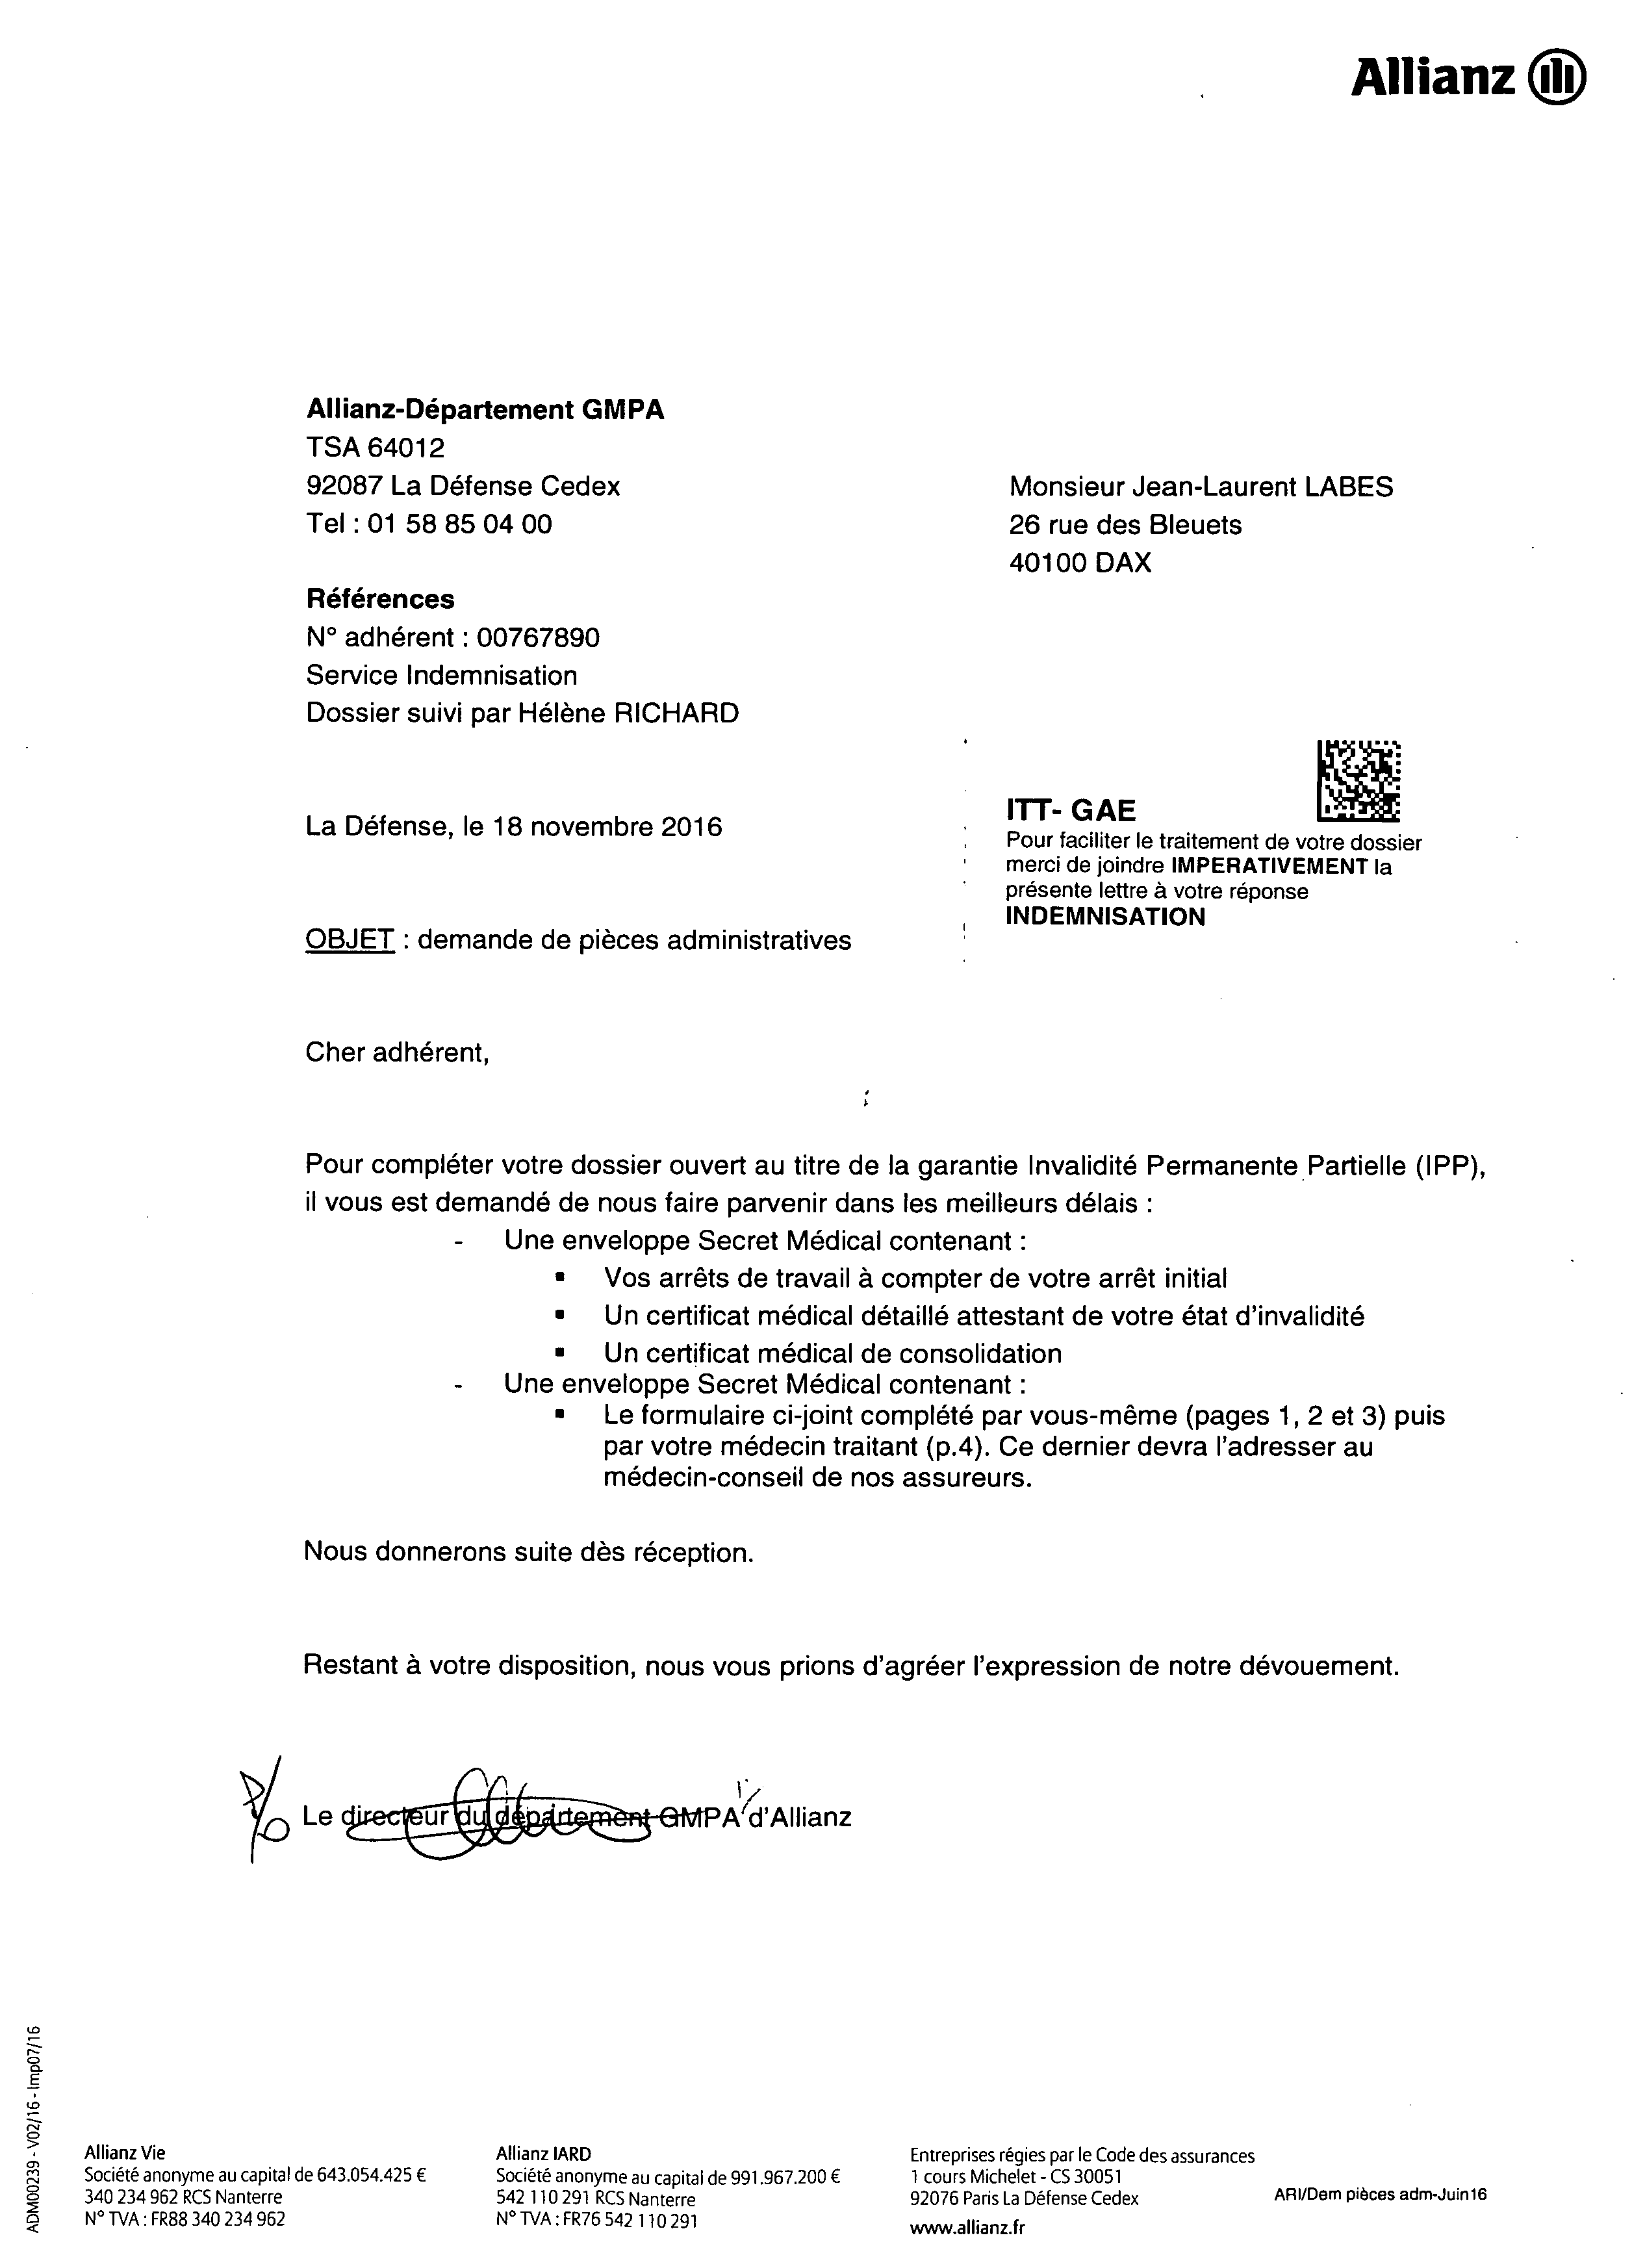 Allianz
Allianz-Département GMPA
TSA 64012
92087 La Défense Cedex
Tel : 01 58 85 04 00
Monsieur Jean-Laurent LABES
26 rue des Bleuets
40100 DAX
Références
N° adhérent : 00767890
Service Indemnisation
Dossier suivi par Hélène RICHARD
La Défense, le 18 novembre 2016
ITT- GAE
Pour faciliter le traitement de votre dossier
merci de joindre IMPERATIVEMENT la
présente lettre à votre réponse
INDEMNISATION
OBJET : demande de pièces administratives
Cher adhérent,
Pour compléter votre dossier ouvert au titre de la garantie Invalidité Permanente Partielle (IPP),
il vous est demandé de nous faire parvenir dans les meilleurs délais :
- Une enveloppe Secret Médical contenant :
▪ Vos arrêts de travail à compter de votre arrêt initial
▪ Un certificat médical détaillé attestant de votre état d'invalidité
▪ Un certificat médical de consolidation
- Une enveloppe Secret Médical contenant :
▪ Le formulaire ci-joint complété par vous-même (pages 1, 2 et 3) puis
par votre médecin traitant (p.4). Ce dernier devra l'adresser au
médecin-conseil de nos assureurs.
Nous donnerons suite dès réception.
Restant à votre disposition, nous vous prions d'agréer l'expression de notre dévouement.
P/o Le directeur du département GMPA d'Allianz
ADM00239 - V02/16 - Imp07/16
Allianz Vie
Société anonyme au capital de 643.054.425 €
340 234 962 RCS Nanterre
N° TVA : FR88 340 234 962
Allianz IARD
Société anonyme au capital de 991.967.200 €
542 110 291 RCS Nanterre
N° TVA : FR76 542 110 291
Entreprises régies par le Code des assurances
1 cours Michelet - CS 30051
92076 Paris La Défense Cedex
www.allianz.fr
ARI/Dem pièces adm-Juin16